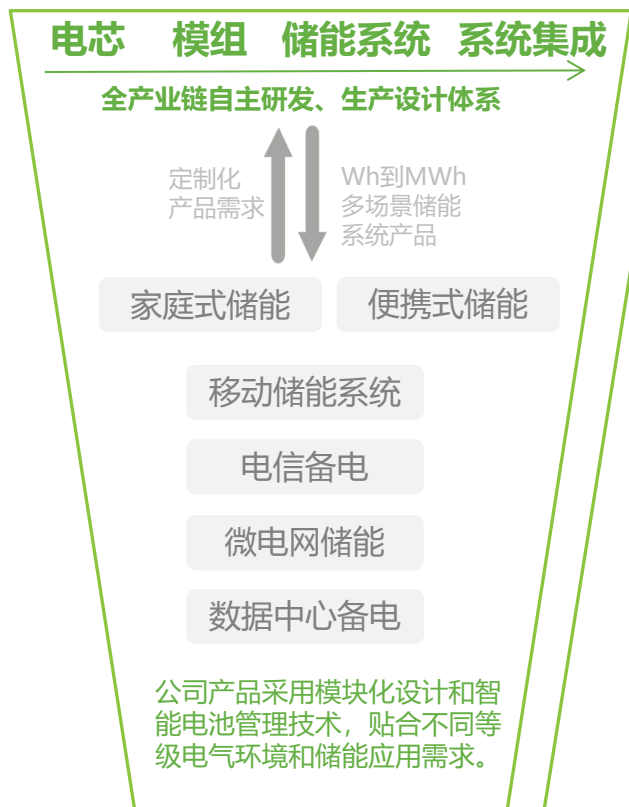 电芯 模组 储能系统 系统集成
全产业链自主研发、生产设计体系
定制化
产品需求
Wh到MWh
多场景储能
系统产品
家庭式储能 便携式储能
移动储能系统
电信备电
微电网储能
数据中心备电
公司产品采用模块化设计和智
能电池管理技术，贴合不同等
级电气环境和储能应用需求。